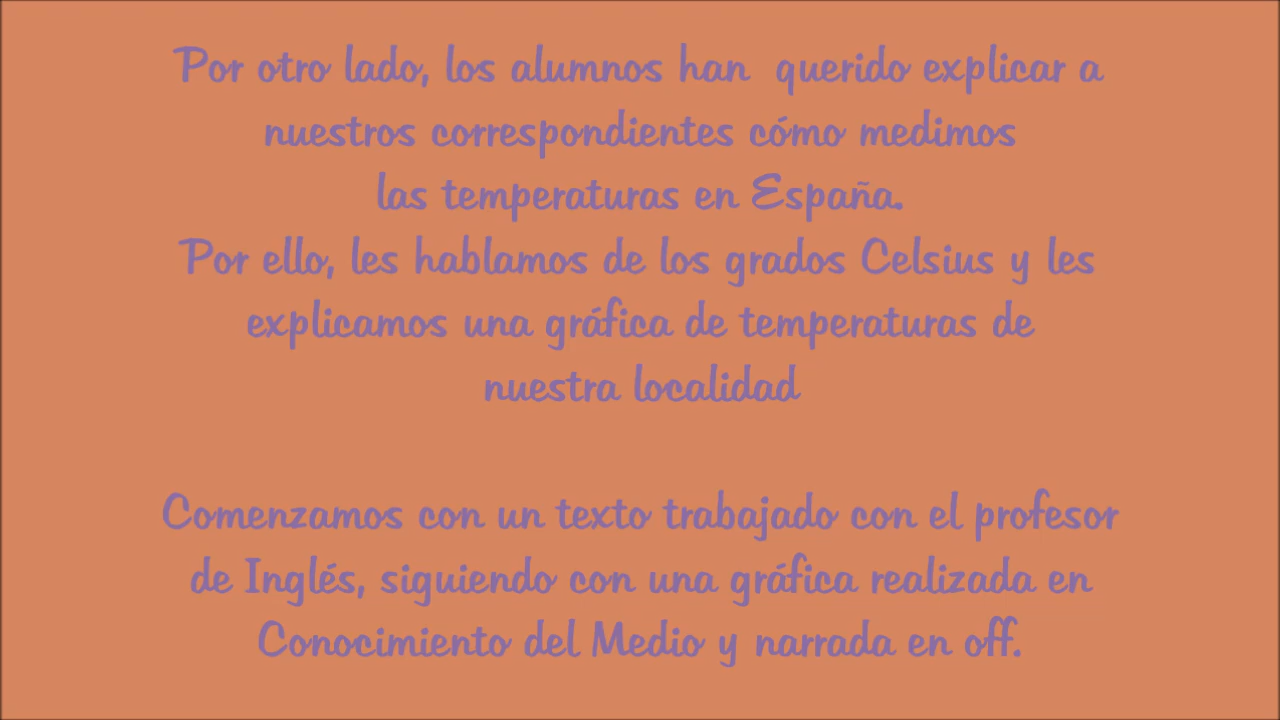 Por otro lado, los alumnos han querido explicar a
nuestros correspondientes cómo medimos
las temperaturas en España.
Por ello, les hablamos de los grados Celsius y les
explicamos una gráfica de temperaturas de
nuestra localidad
Comenzamos con un texto trabajado con el profesor
de Inglés, siguiendo con una gráfica realizada en
Conocimiento del Medio y narrada en off.